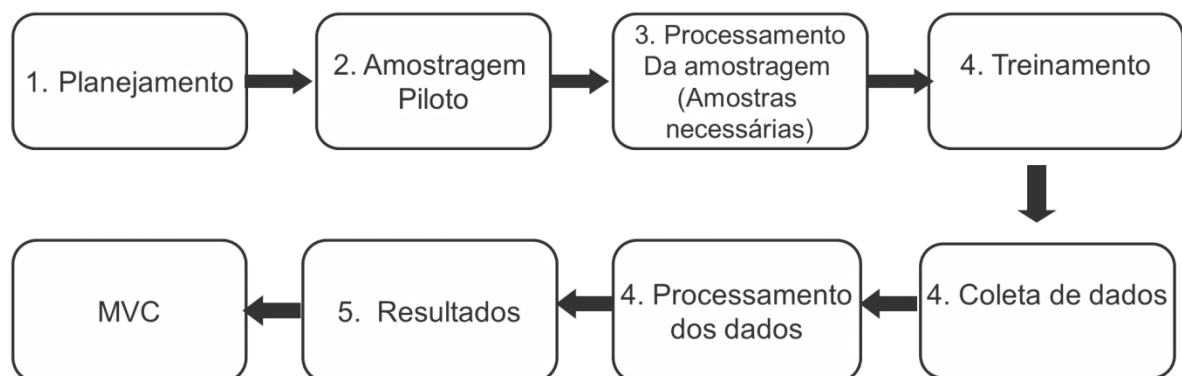 1. Planejamento
2. Amostragem
Piloto
3. Processamento
Da amostragem
(Amostras
necessárias)
4. Treinamento
4. Coleta de dados
4. Processamento
dos dados
5. Resultados
MVC